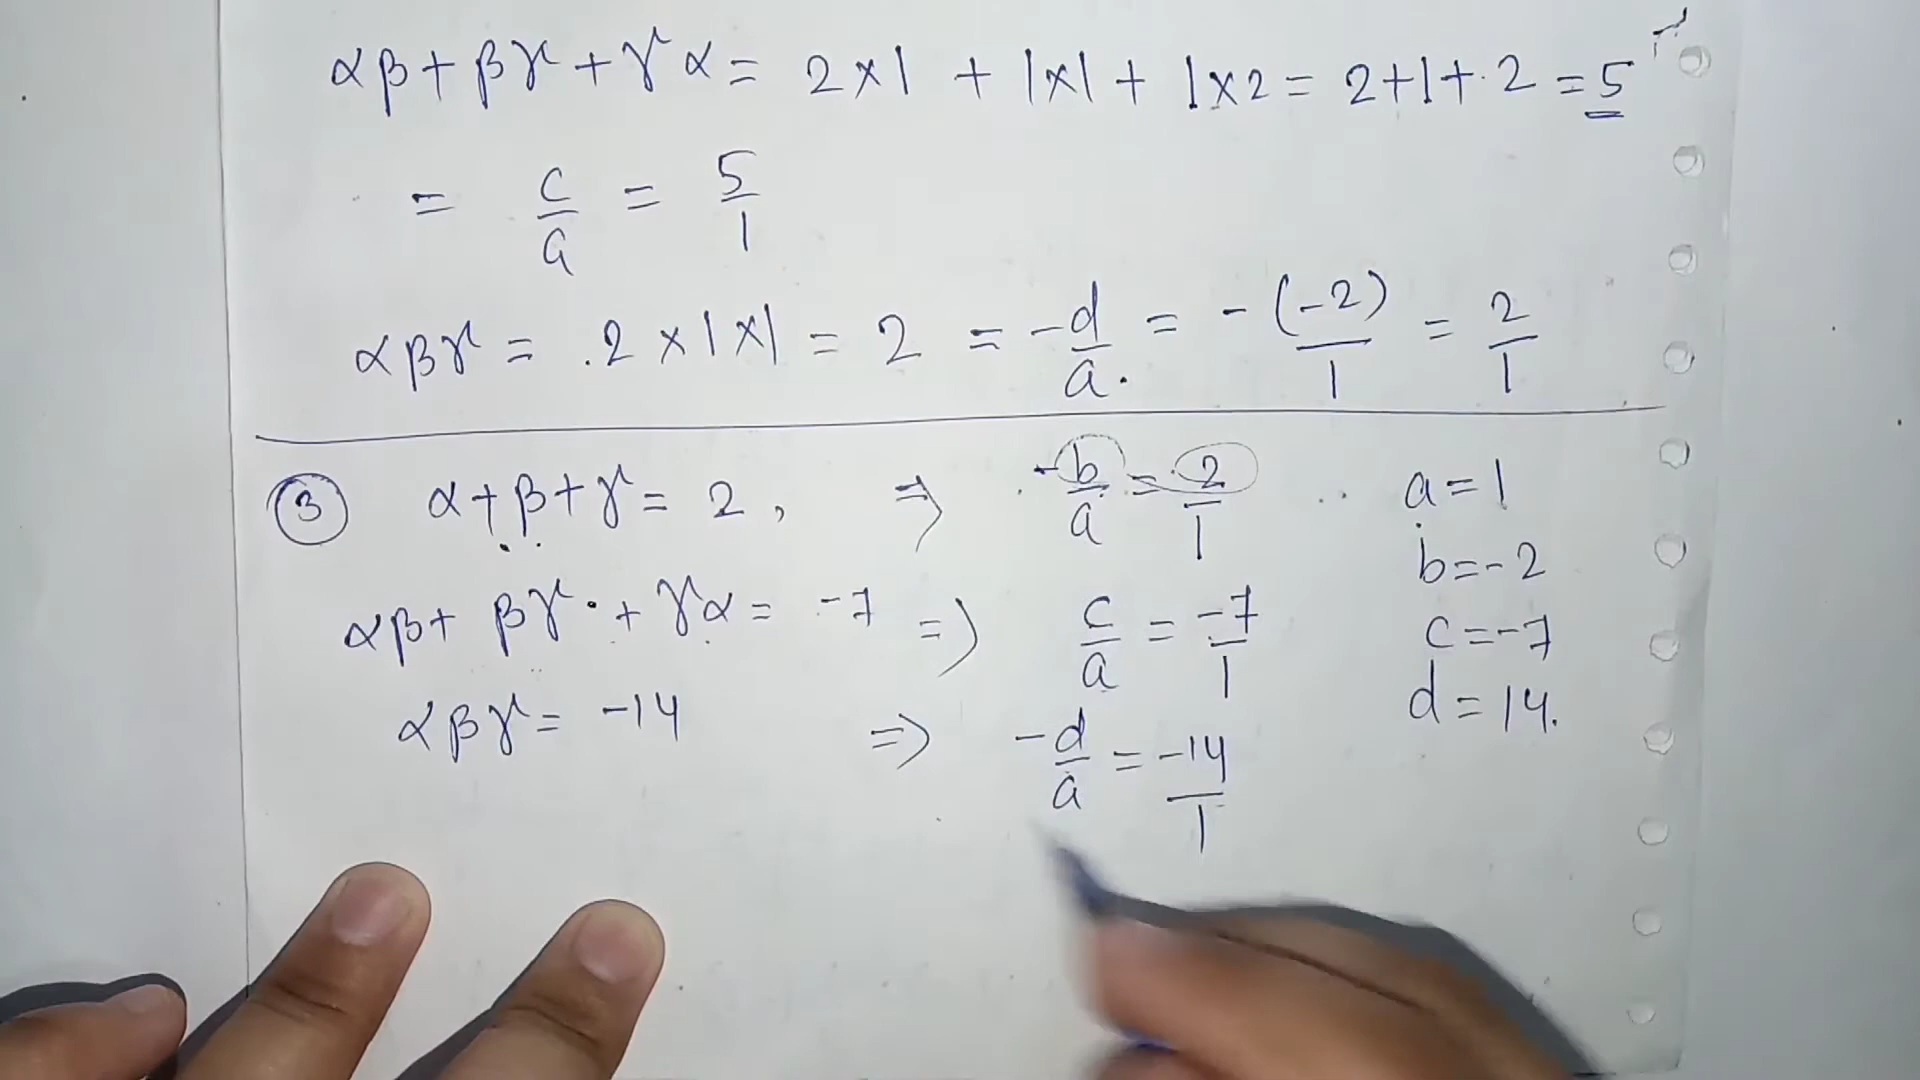 αβ + βγ + γα = 2×1 + 1×1 + 1×2 = 2+1+2 = 5
= c/a = 5/1
αβγ = 2×1×1 = 2 = -d/a = -(-2)/1 = 2/1
③ α+β+γ = 2, ⇒ -b/a = 2/1 a=1
b=-2
αβ + βγ + γα = -7 ⇒ c/a = -7/1 c=-7
αβγ = -14 ⇒ -d/a = -14/1 d=14.